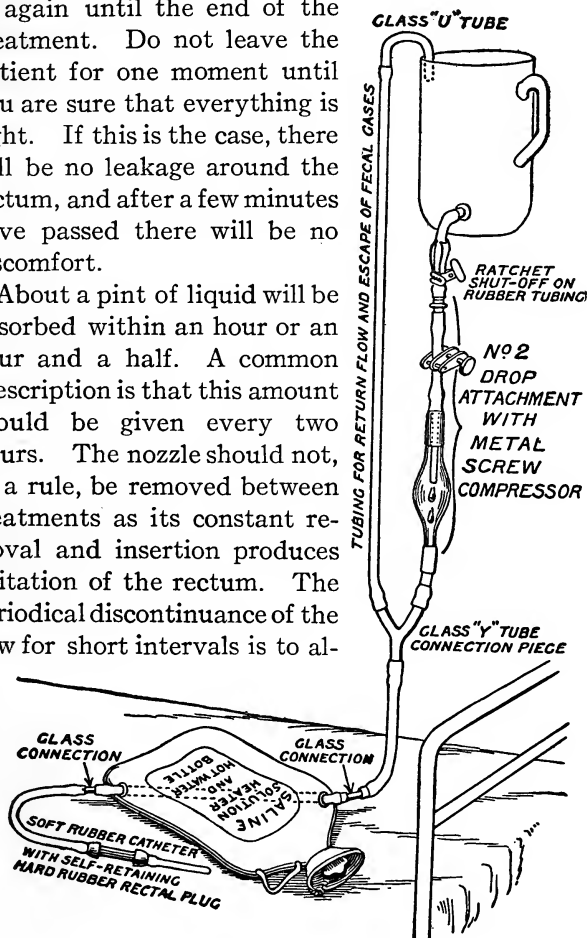 again until the end of the
eatment. Do not leave the
tient for one moment until
u are sure that everything is
ht. If this is the case, there
ll be no leakage around the
ctum, and after a few minutes
ve passed there will be no
scomfort.
About a pint of liquid will be
sorbed within an hour or an
ur and a half. A common
escription is that this amount
ould be given every two
urs. The nozzle should not,
a rule, be removed between
eatments as its constant re-
oval and insertion produces
itation of the rectum. The
riodical discontinuance of the
w for short intervals is to al-
GLASS "U" TUBE
TUBING FOR RETURN FLOW AND ESCAPE OF FECAL GASES
RATCHET
SHUT-OFF ON
RUBBER TUBING
Nº 2
DROP
ATTACHMENT
WITH
METAL
SCREW
COMPRESSOR
GLASS "Y" TUBE
CONNECTION PIECE
GLASS
CONNECTION
GLASS
CONNECTION
SALINE
SOLUTION
HEATER
AND
HOT WATER
BOTTLE
SOFT RUBBER CATHETER
WITH SELF-RETAINING
HARD RUBBER RECTAL PLUG